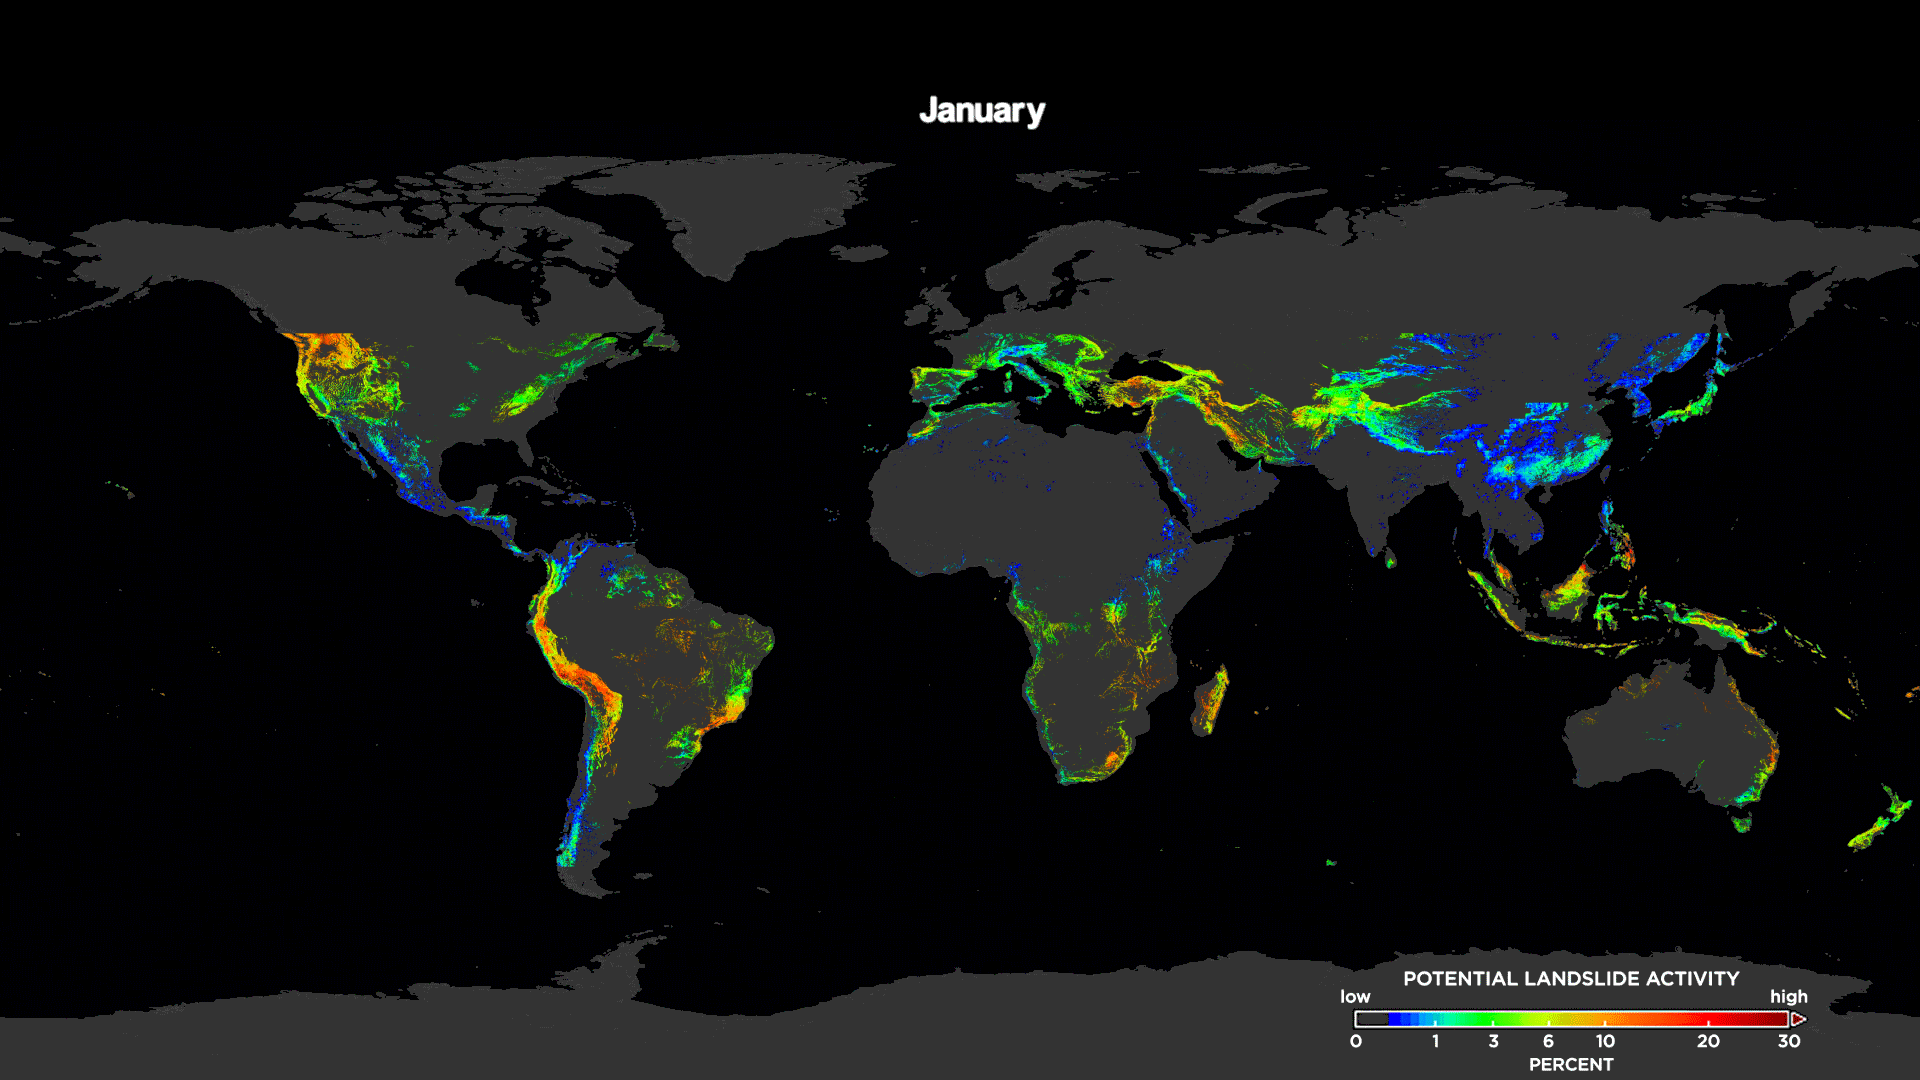 January
POTENTIAL LANDSLIDE ACTIVITY
low high
0 1 3 6 10 20 30
PERCENT